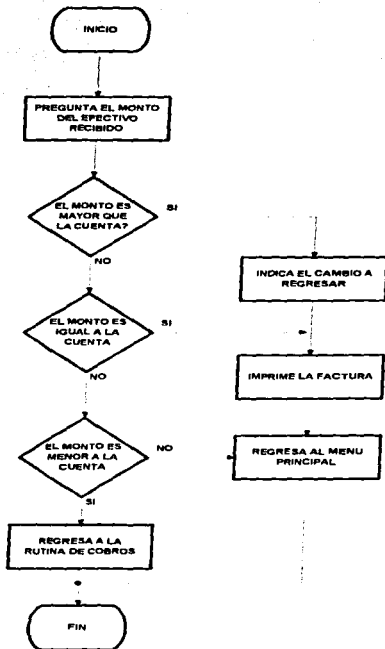 INICIO
PREGUNTA EL MONTO
DEL EFECTIVO
RECIBIDO
EL MONTO ES
MAYOR QUE
LA CUENTA?
SI
NO
INDICA EL CAMBIO A
REGRESAR
EL MONTO ES
IGUAL A LA
CUENTA
SI
NO
IMPRIME LA FACTURA
EL MONTO ES
MENOR A LA
CUENTA
NO
SI
REGRESA AL MENU
PRINCIPAL
REGRESA A LA
RUTINA DE COBROS
FIN